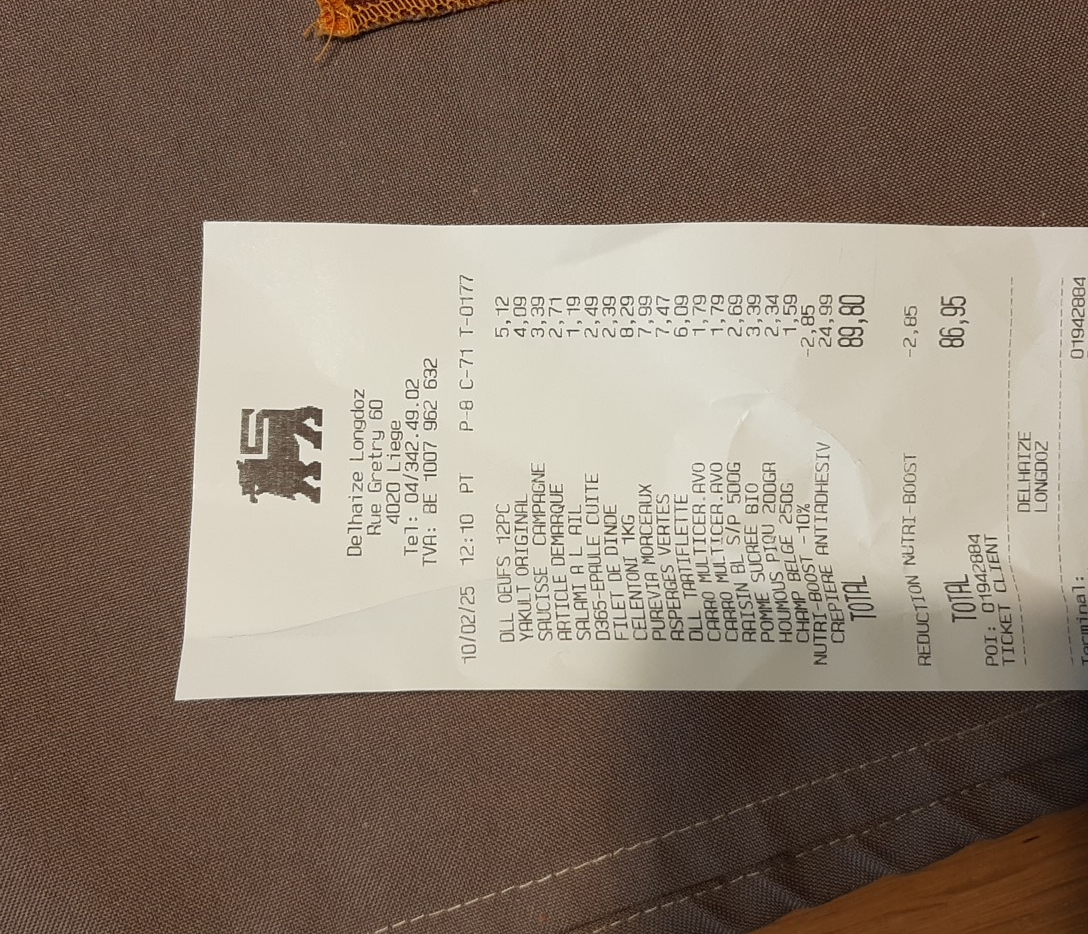 Delhaize Longdoz
Rue Gretry 60
4020 Liege
Tel: 04/342.49.02
TVA: BE 1007 962 632
10/02/25 12:10 PT P-8 C-71 T-0177
DLL OEUFS 12PC 5,12
YAKULT ORIGINAL 4,09
SAUCISSE CAMPAGNE 3,39
ARTICLE DEMARQUE 2,71
SALAMI A L AIL 1,19
D365-EPAULE CUITE 2,49
FILET DE DINDE 2,39
CELENTONI 1KG 8,29
PUREVIA MORCEAUX 7,99
ASPERGES VERTES 7,47
DLL TARTIFLETTE 6,09
CARRO MULTICER.AVO 1,79
CARRO MULTICER.AVO 1,79
RAISIN BL S/P 500G 2,69
POMME SUCREE BIO 3,39
HOUMOUS PIQU 200GR 2,34
CHAMP BELGE 250G 1,59
NUTRI-BOOST -10% -2,85
CREPIERE ANTIADHESIV 24,99
TOTAL 89,80
REDUCTION NUTRI-BOOST -2,85
TOTAL 86,95
POI: 01942884
TICKET CLIENT
DELHAIZE
LONGDOZ
Terminal: 01942884